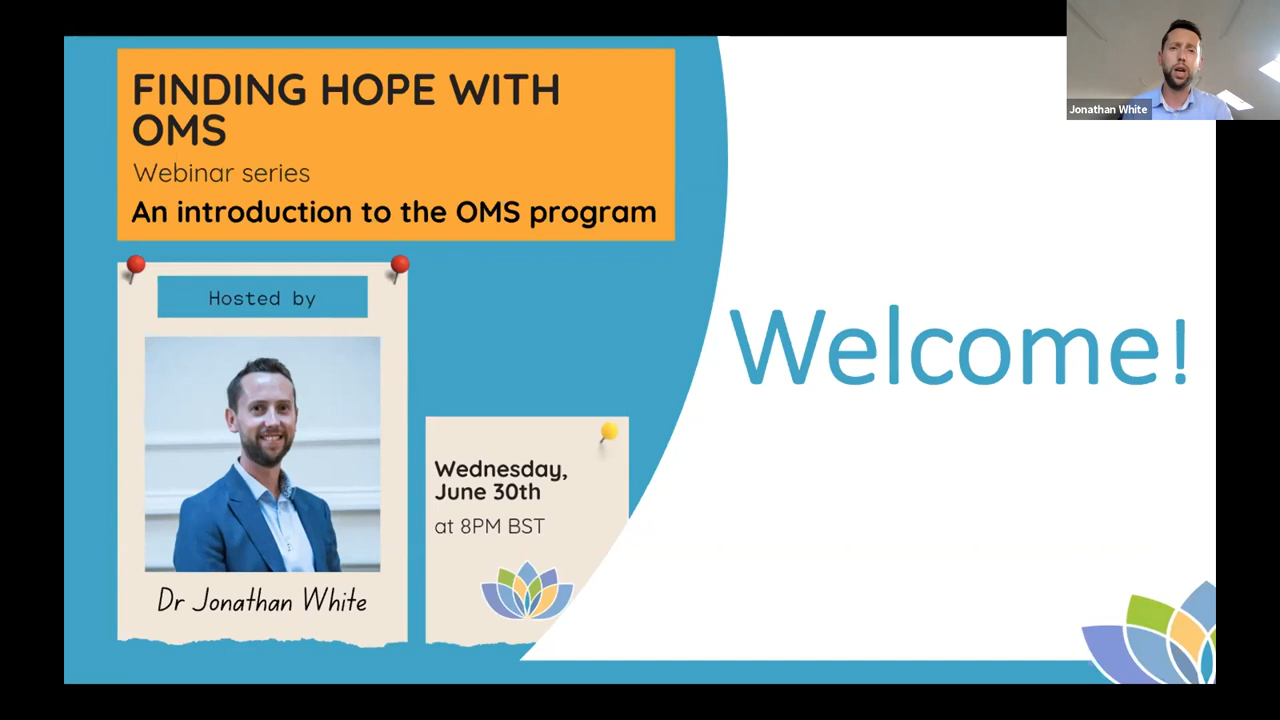 FINDING HOPE WITH
OMS
Webinar series
An introduction to the OMS program
Hosted by
Dr Jonathan White
Wednesday,
June 30th
at 8PM BST
Welcome!
Jonathan White